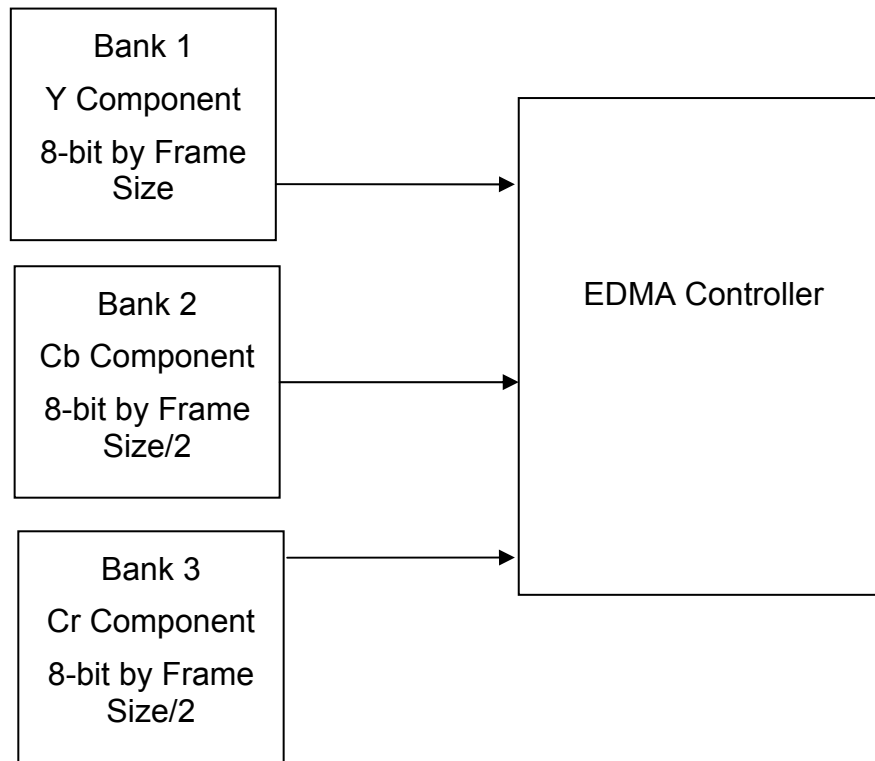 Bank 1
Y Component
8-bit by Frame
Size
Bank 2
Cb Component
8-bit by Frame
Size/2
Bank 3
Cr Component
8-bit by Frame
Size/2
EDMA Controller